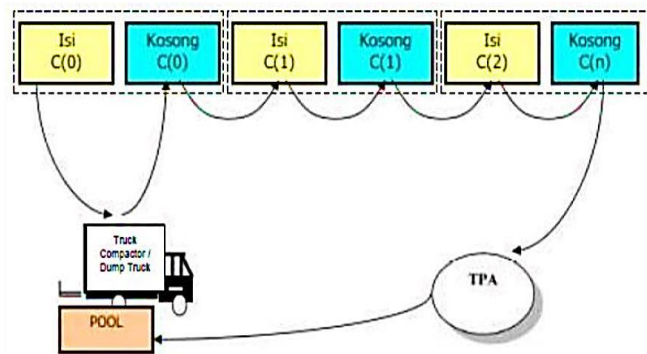 Isi
C(0)
Kosong
C(0)
Isi
C(1)
Kosong
C(1)
Isi
C(2)
Kosong
C(n)
Truck
Compactor /
Dump Truck
POOL
TPA